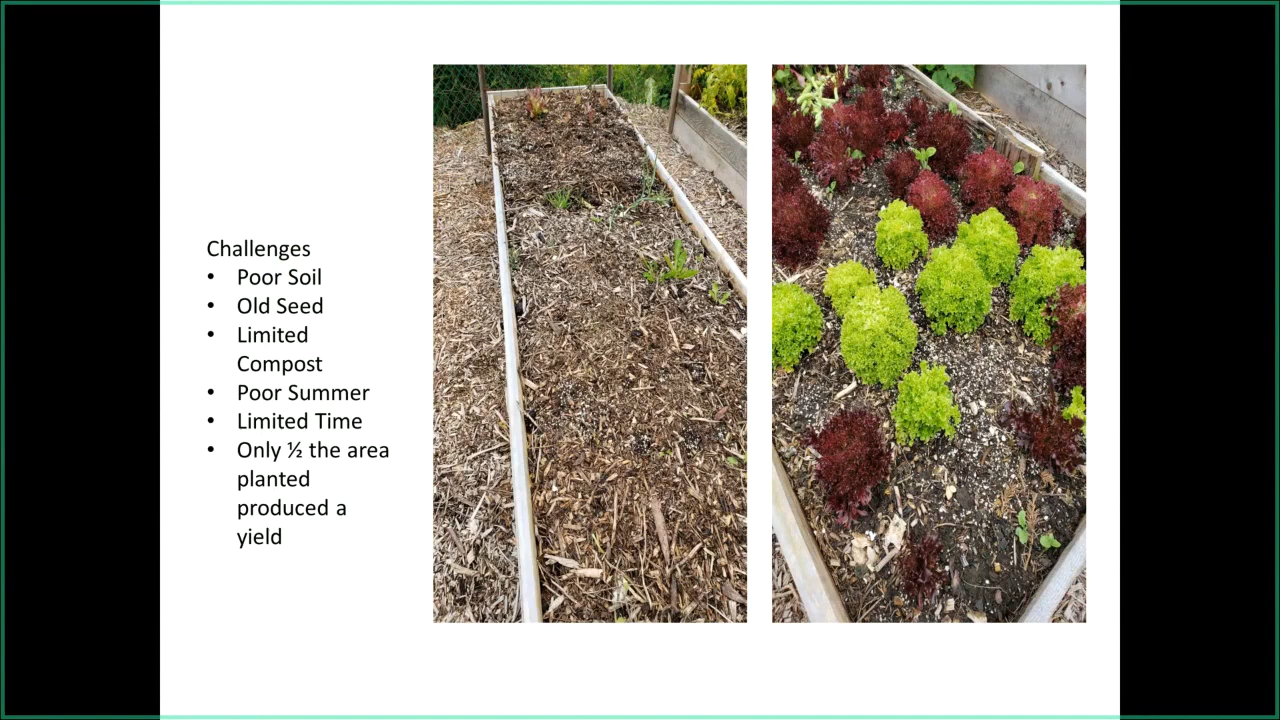 Challenges
• Poor Soil
• Old Seed
• Limited
Compost
• Poor Summer
• Limited Time
• Only ½ the area
planted
produced a
yield